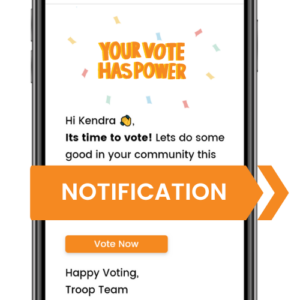 YOUR VOTE
HAS POWER
Hi Kendra 👏,
Its time to vote! Lets do some
good in your community this
NOTIFICATION
Vote Now
Happy Voting,
Troop Team